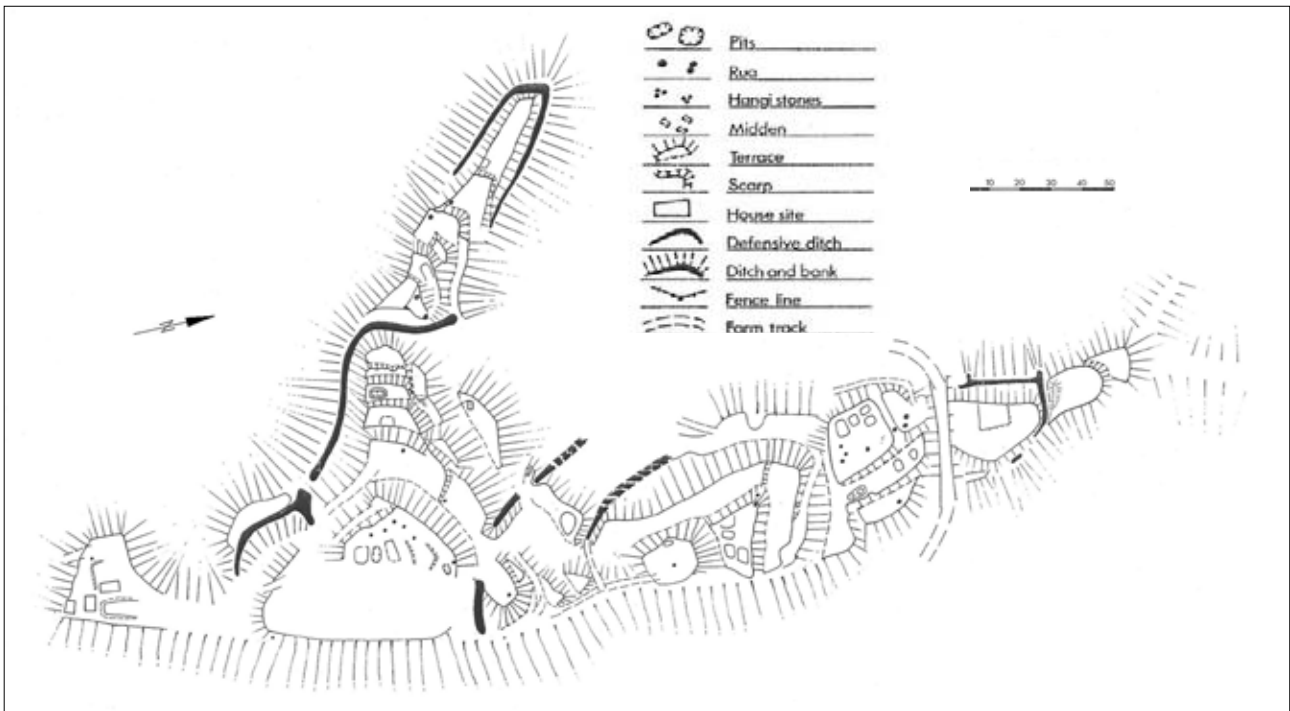 Pits
Rua
Hangi stones
Midden
Terrace
Scarp
House site
Defensive ditch
Ditch and bank
Fence line
Farm track
10 20 30 40 50
N